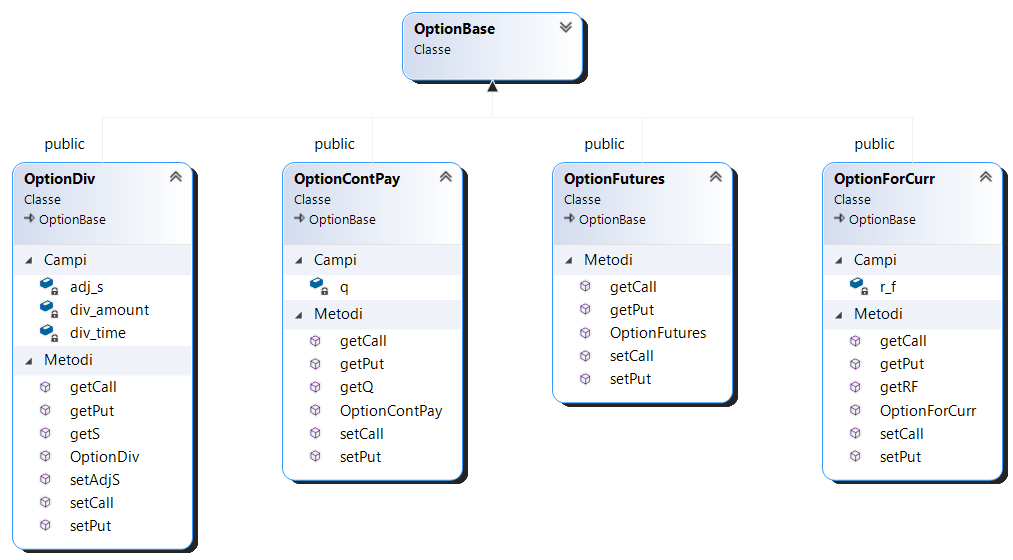 OptionBase
Classe
public
OptionDiv
Classe
OptionBase
Campi
adj_s
div_amount
div_time
Metodi
getCall
getPut
getS
OptionDiv
setAdjS
setCall
setPut
public
OptionContPay
Classe
OptionBase
Campi
q
Metodi
getCall
getPut
getQ
OptionContPay
setCall
setPut
public
OptionFutures
Classe
OptionBase
Metodi
getCall
getPut
OptionFutures
setCall
setPut
public
OptionForCurr
Classe
OptionBase
Campi
r_f
Metodi
getCall
getPut
getRF
OptionForCurr
setCall
setPut